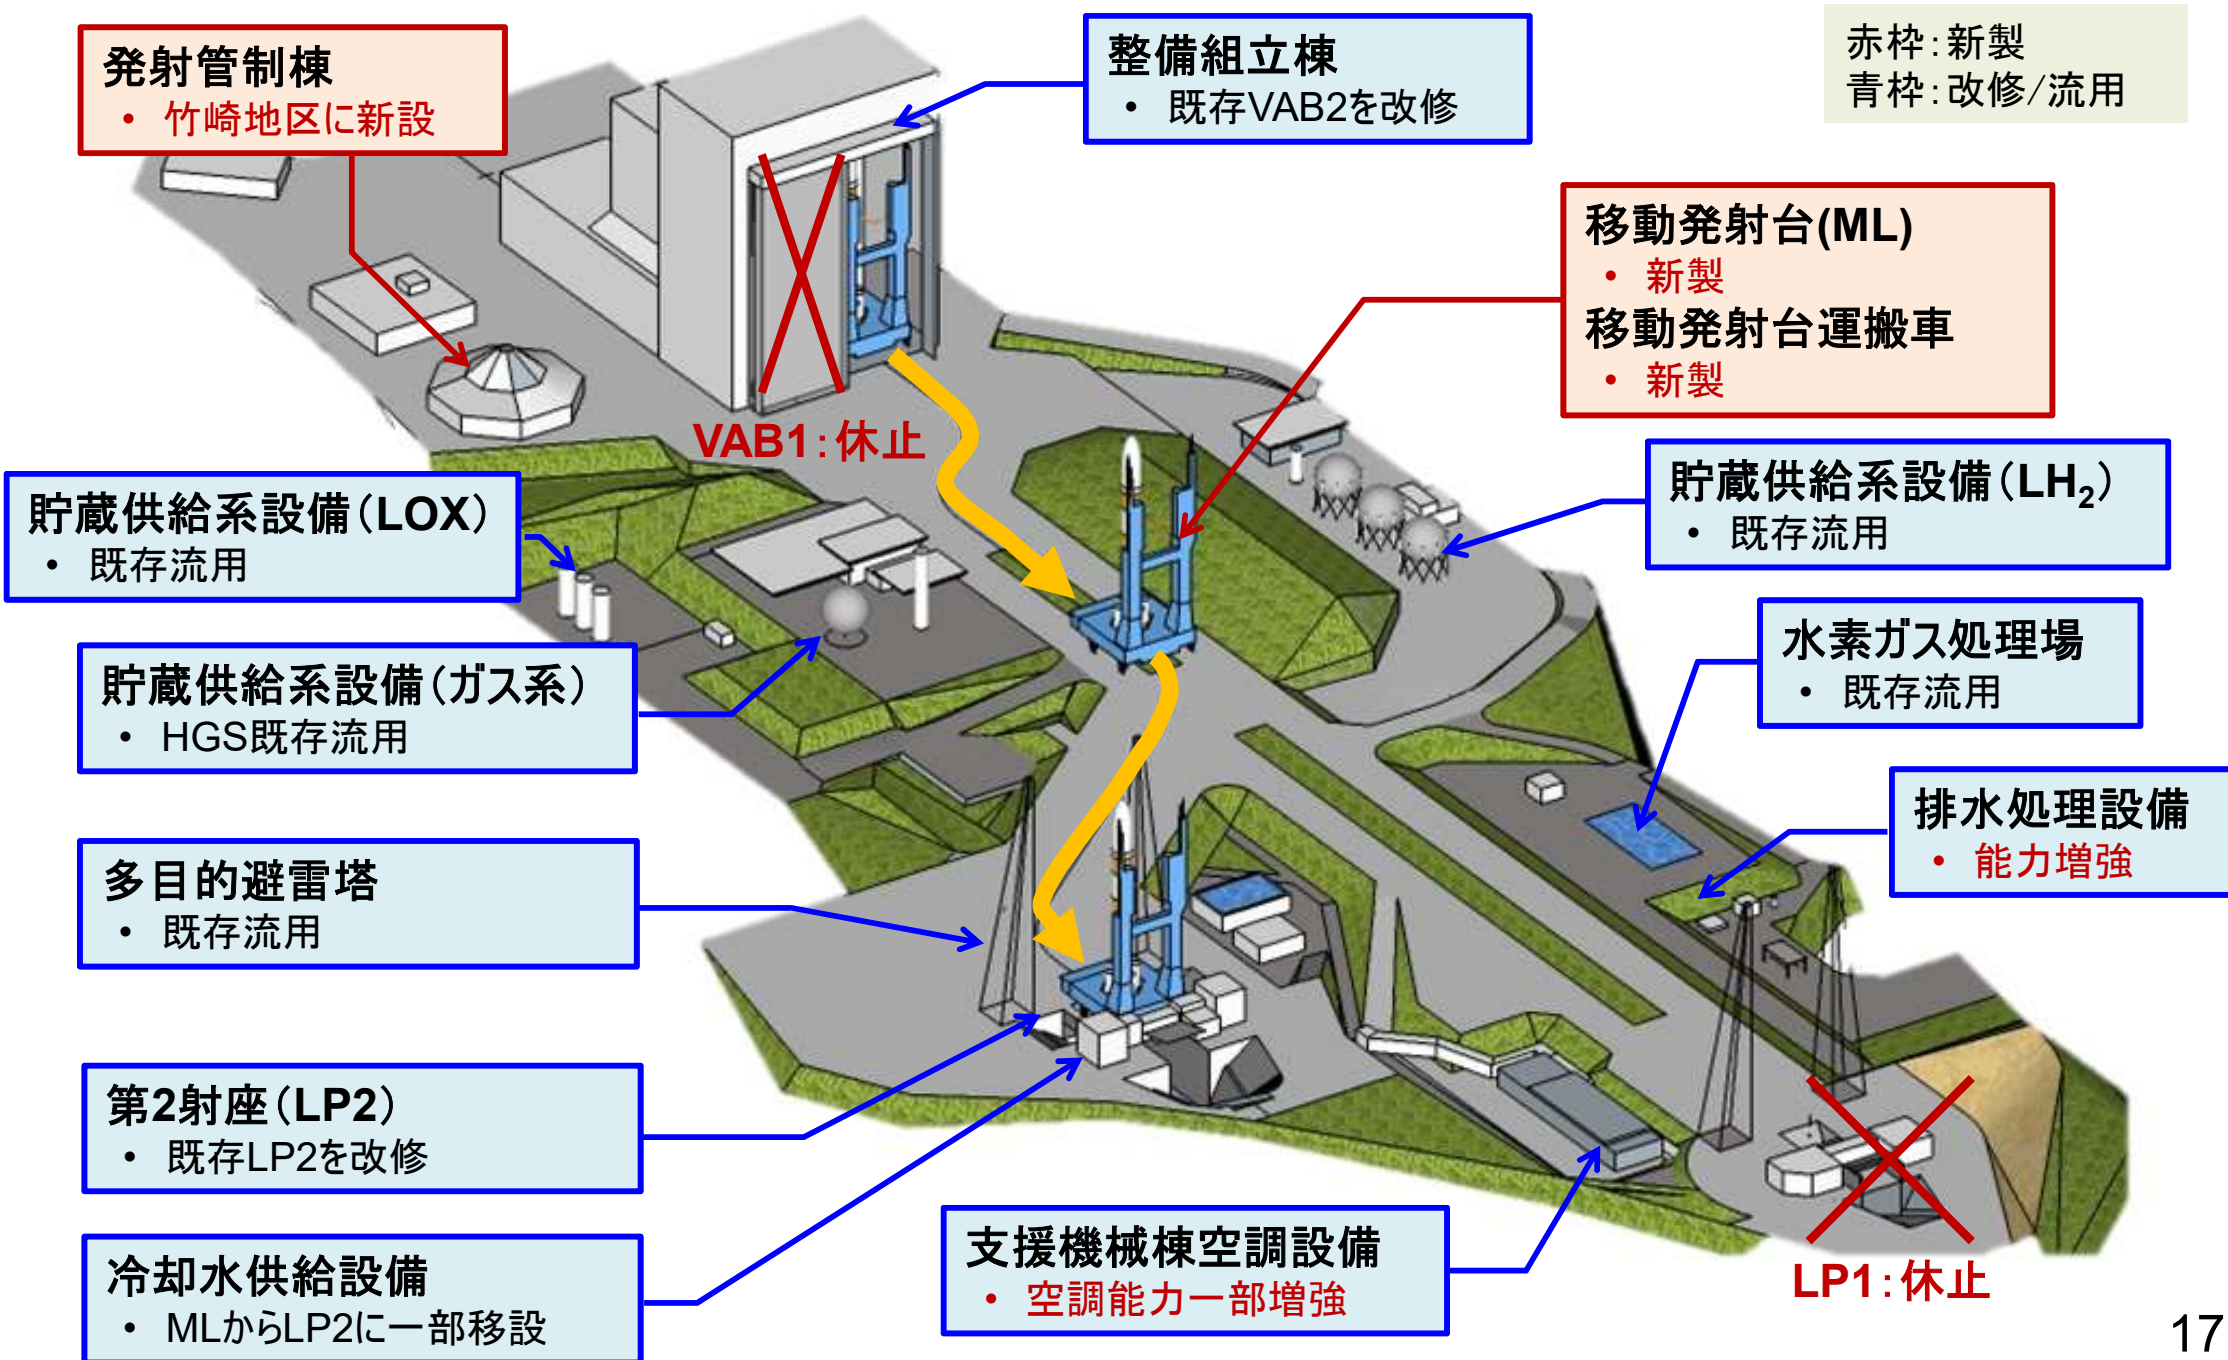 発射管制棟
• 竹崎地区に新設
整備組立棟
• 既存VAB2を改修
赤枠:新製
青枠:改修/流用
移動発射台(ML)
• 新製
移動発射台運搬車
• 新製
VAB1:休止
貯蔵供給系設備(LOX)
• 既存流用
貯蔵供給系設備(LH₂)
• 既存流用
貯蔵供給系設備(ガス系)
• HGS既存流用
水素ガス処理場
• 既存流用
排水処理設備
• 能力増強
多目的避雷塔
• 既存流用
第2射座(LP2)
• 既存LP2を改修
冷却水供給設備
• MLからLP2に一部移設
支援機械棟空調設備
• 空調能力一部増強
LP1:休止
17